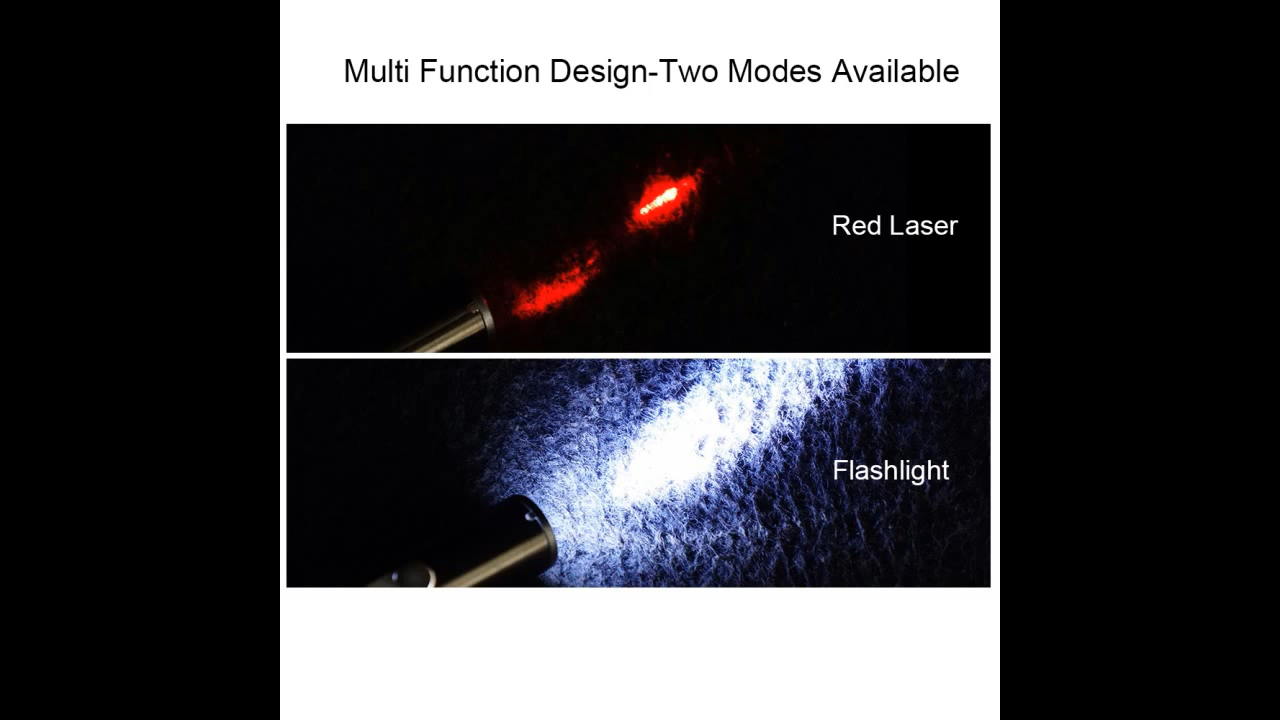 Multi Function Design-Two Modes Available
Red Laser
Flashlight